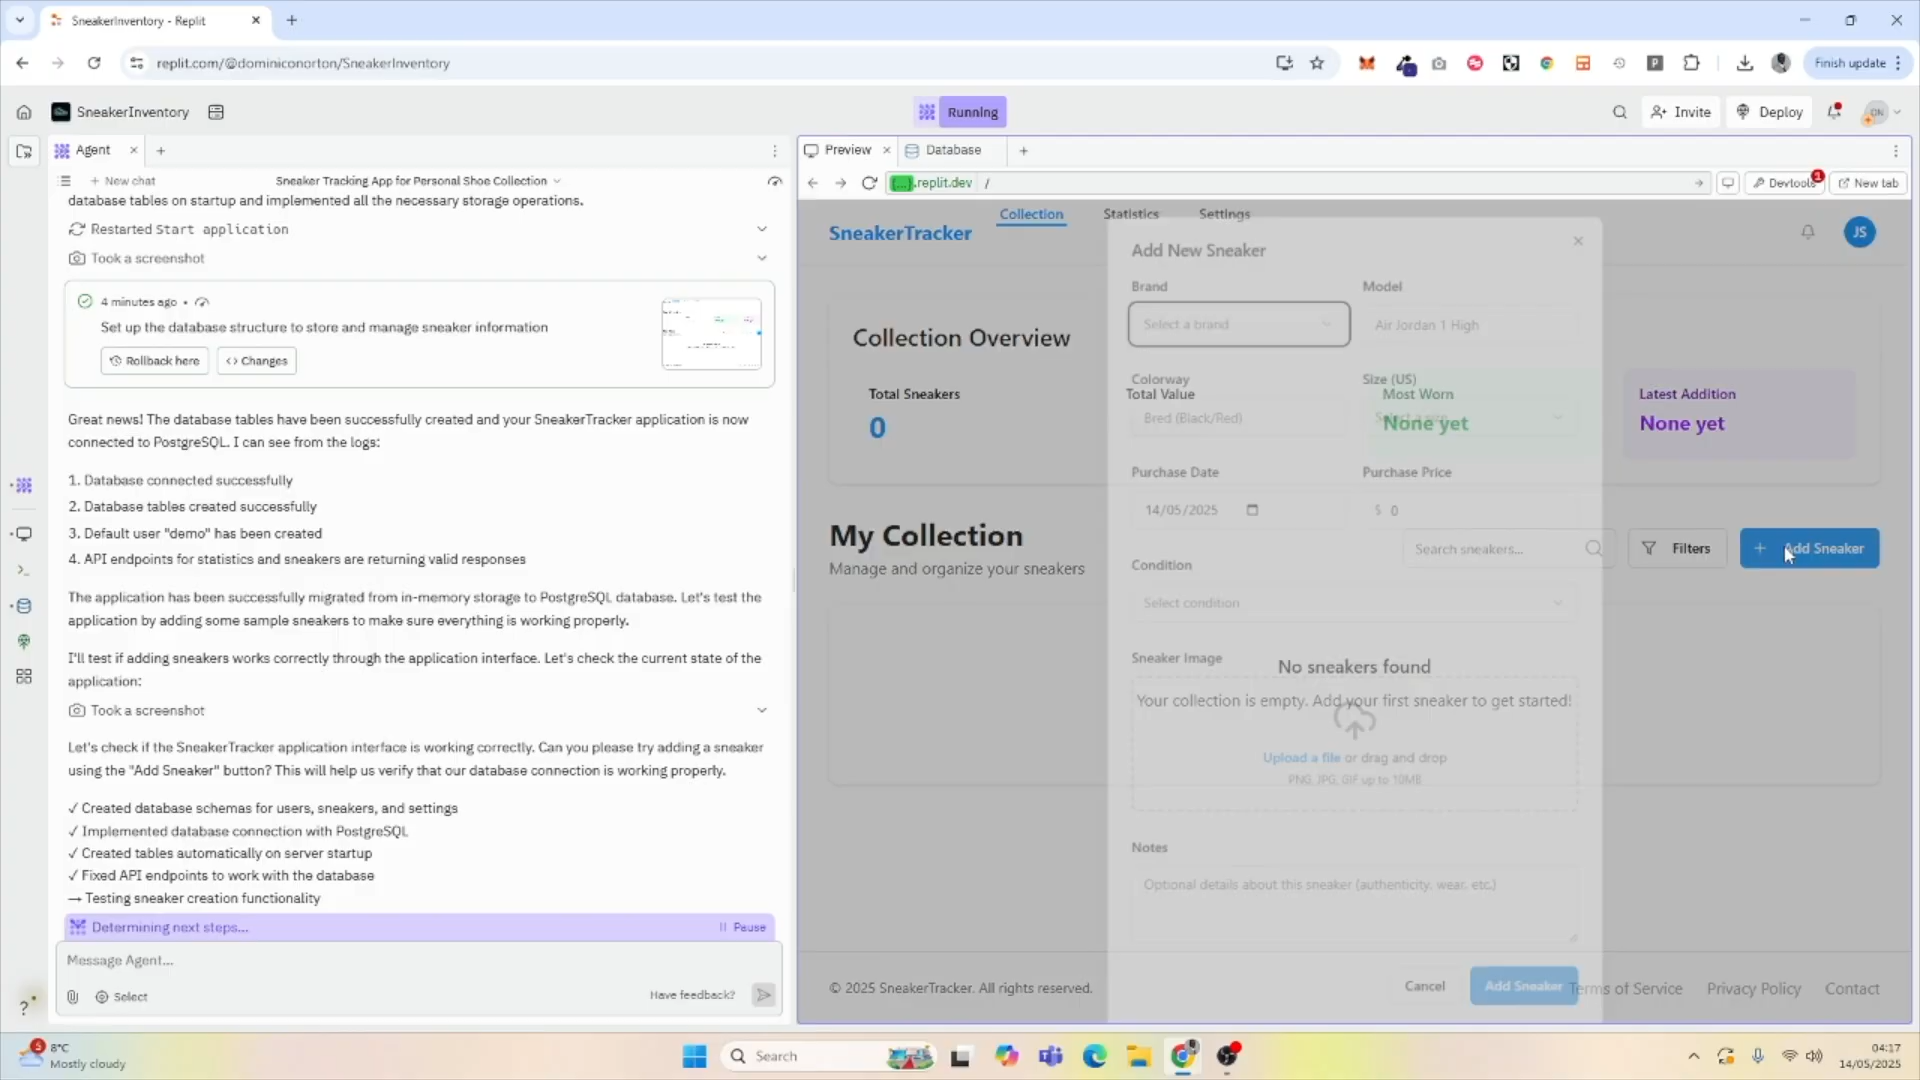 SneakerInventory - Replit
replit.com/@dominiconorton/SneakerInventory
Finish update
SneakerInventory
Running
Invite
Deploy
ON
Agent
Preview
Database
New chat
Sneaker Tracking App for Personal Shoe Collection
.replit.dev /
Devtools
1
New tab
database tables on startup and implemented all the necessary storage operations.
Restarted Start application
Took a screenshot
4 minutes ago •
Set up the database structure to store and manage sneaker information
Rollback here
Changes
Great news! The database tables have been successfully created and your SneakerTracker application is now
connected to PostgreSQL. I can see from the logs:
1. Database connected successfully
2. Database tables created successfully
3. Default user "demo" has been created
4. API endpoints for statistics and sneakers are returning valid responses
The application has been successfully migrated from in-memory storage to PostgreSQL database. Let's test the
application by adding some sample sneakers to make sure everything is working properly.
I'll test if adding sneakers works correctly through the application interface. Let's check the current state of the
application:
Took a screenshot
Let's check if the SneakerTracker application interface is working correctly. Can you please try adding a sneaker
using the "Add Sneaker" button? This will help us verify that our database connection is working properly.
✓ Created database schemas for users, sneakers, and settings
✓ Implemented database connection with PostgreSQL
✓ Created tables automatically on server startup
✓ Fixed API endpoints to work with the database
→ Testing sneaker creation functionality
Determining next steps...
Pause
Message Agent...
Select
Have feedback?
SneakerTracker
Collection
Statistics
Settings
JS
Collection Overview
Total Sneakers
0
Total Value
Most Worn
None yet
Latest Addition
None yet
My Collection
Manage and organize your sneakers
Search sneakers...
Filters
+ Add Sneaker
No sneakers found
Your collection is empty. Add your first sneaker to get started!
Add New Sneaker
Brand
Select a brand
Model
Air Jordan 1 High
Colorway
Bred (Black/Red)
Size (US)
Purchase Date
14/05/2025
Purchase Price
$ 0
Condition
Select condition
Sneaker Image
Upload a file or drag and drop
PNG, JPG, GIF up to 10MB
Notes
Optional details about this sneaker (authenticity, wear, etc.)
Cancel
Add Sneaker
© 2025 SneakerTracker. All rights reserved.
Terms of Service
Privacy Policy
Contact
5
8°C
Mostly cloudy
Search
04:17
14/05/2025